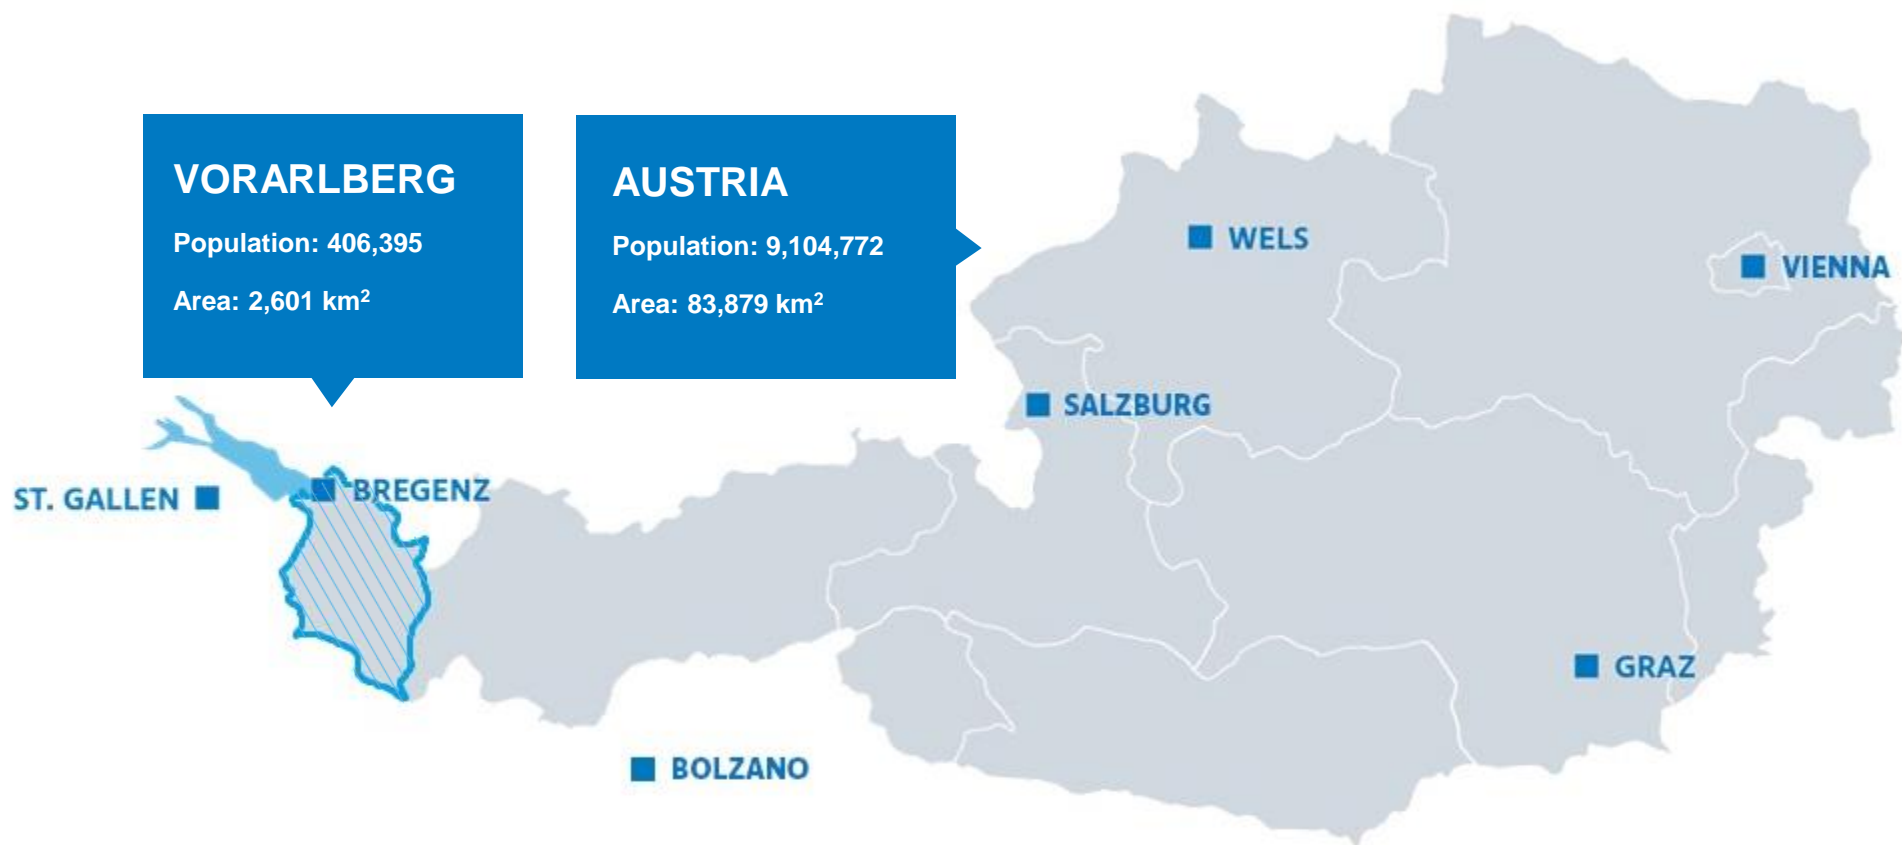 VORARLBERG
Population: 406,395
Area: 2,601 km²
AUSTRIA
Population: 9,104,772
Area: 83,879 km²
WELS
VIENNA
SALZBURG
ST. GALLEN
BREGENZ
GRAZ
BOLZANO